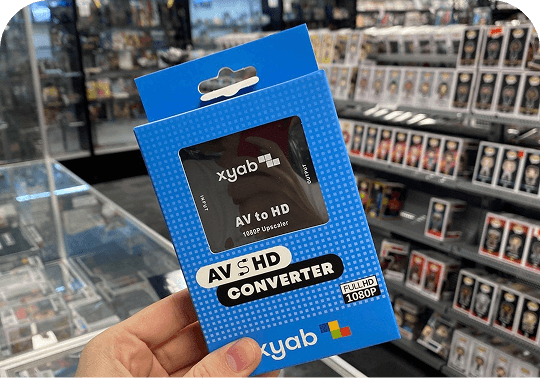 xyab
INPUT
OUTPUT
AV to HD
1080P Upscaler
AV S HD
CONVERTER
FULL HD
1080P
xyab